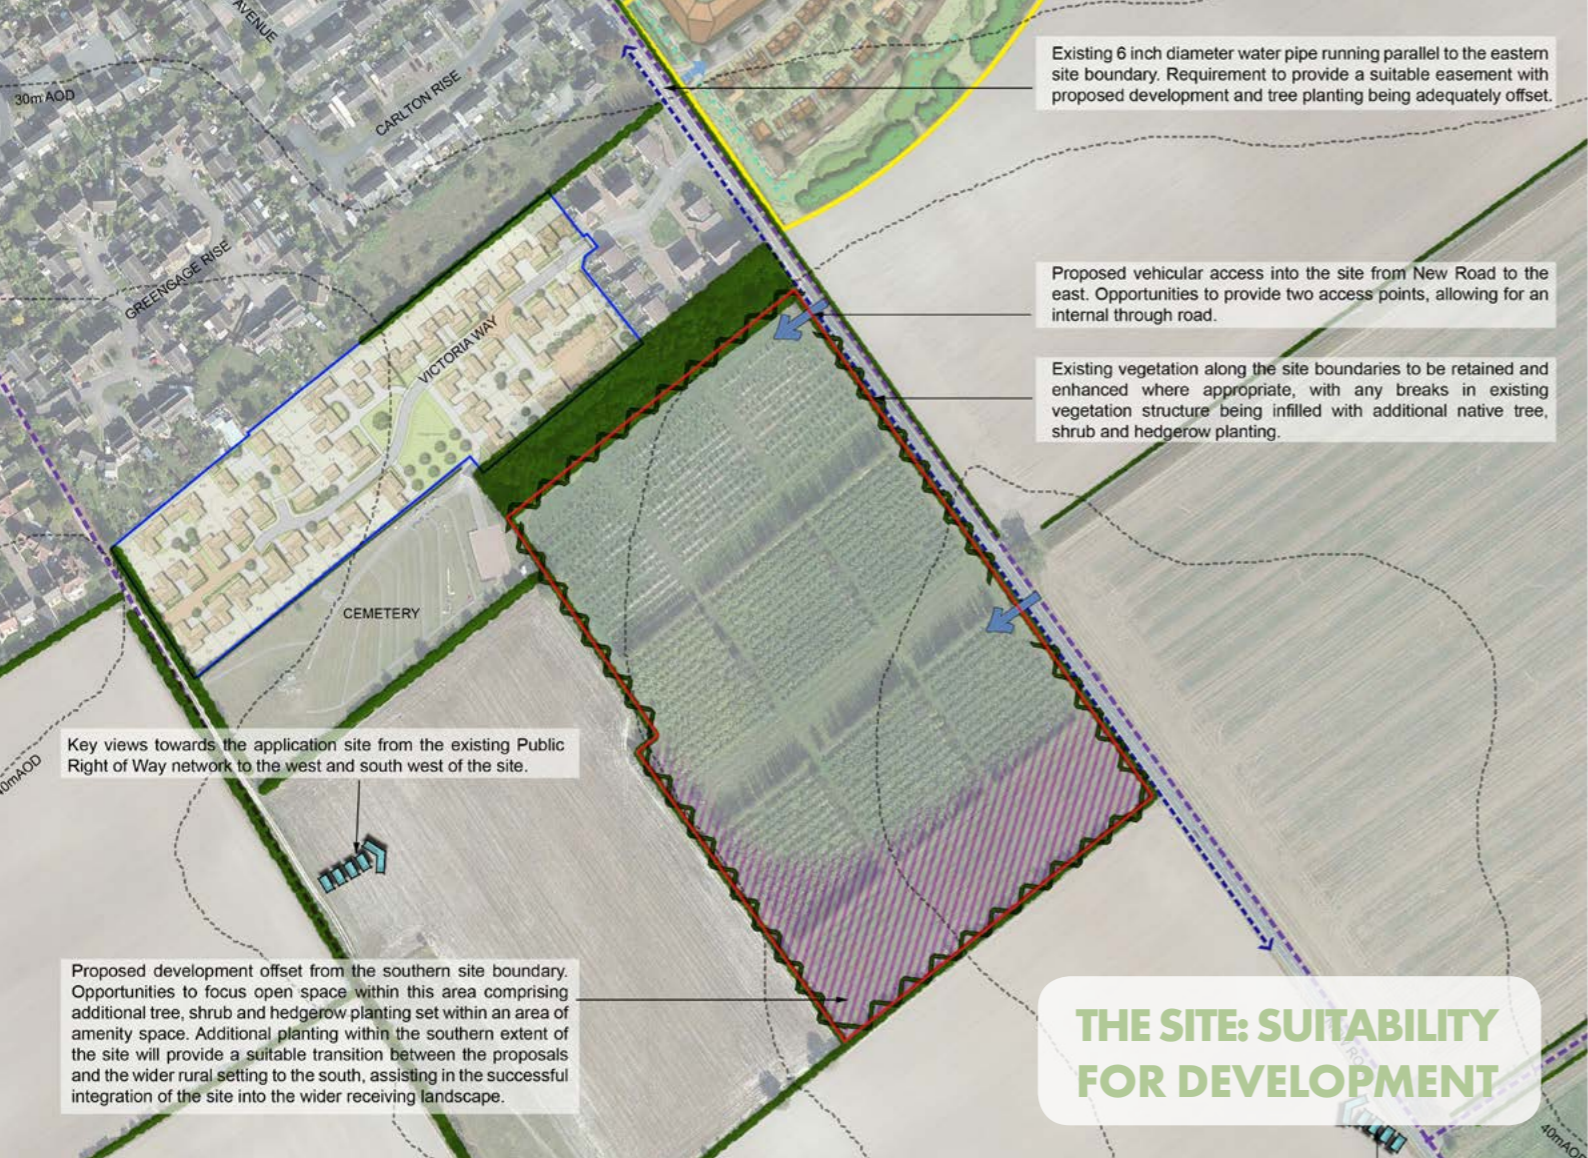 AVENUE
30m AOD
CARLTON RISE
GREENGAGE RISE
VICTORIA WAY
CEMETERY
Existing 6 inch diameter water pipe running parallel to the eastern
site boundary. Requirement to provide a suitable easement with
proposed development and tree planting being adequately offset.
Proposed vehicular access into the site from New Road to the
east. Opportunities to provide two access points, allowing for an
internal through road.
Existing vegetation along the site boundaries to be retained and
enhanced where appropriate, with any breaks in existing
vegetation structure being infilled with additional native tree,
shrub and hedgerow planting.
Key views towards the application site from the existing Public
Right of Way network to the west and south west of the site.
Proposed development offset from the southern site boundary.
Opportunities to focus open space within this area comprising
additional tree, shrub and hedgerow planting set within an area of
amenity space. Additional planting within the southern extent of
the site will provide a suitable transition between the proposals
and the wider rural setting to the south, assisting in the successful
integration of the site into the wider receiving landscape.
THE SITE: SUITABILITY
FOR DEVELOPMENT
40mAOD